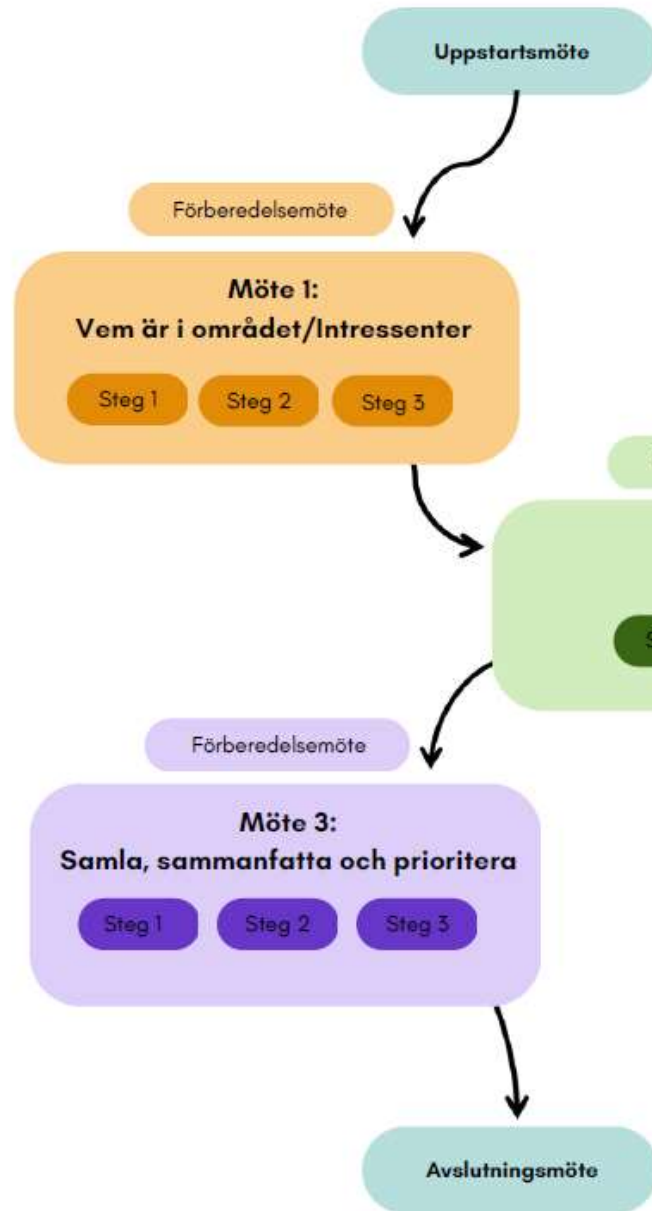 Uppstartsmöte
Förberedelsemöte
Möte 1:
Vem är i området/Intressenter
Steg 1
Steg 2
Steg 3
Förberedelsemöte
Möte 3:
Samla, sammanfatta och prioritera
Steg 1
Steg 2
Steg 3
Avslutningsmöte